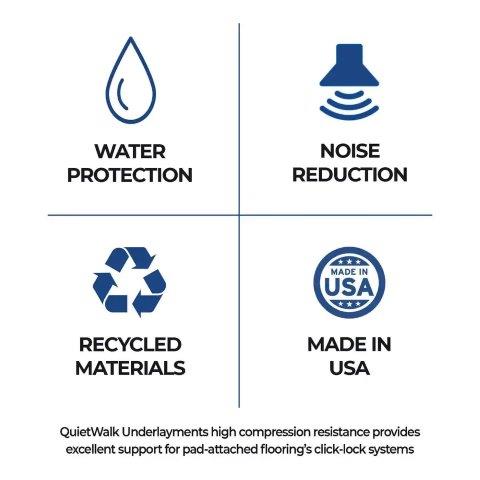 WATER
PROTECTION
NOISE
REDUCTION
RECYCLED
MATERIALS
MADE IN
USA
MADE IN
USA
QuietWalk Underlayments high compression resistance provides
excellent support for pad-attached flooring's click-lock systems